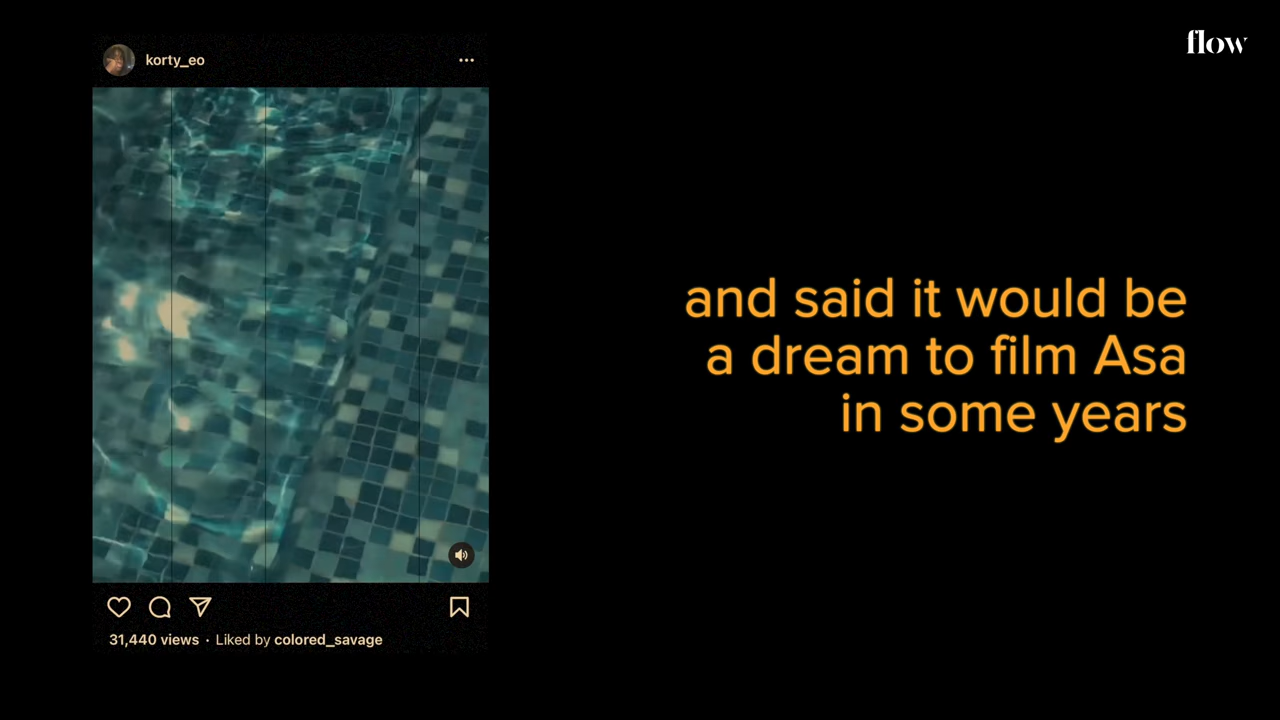 korty_eo
flow
and said it would be
a dream to film Asa
in some years
31,440 views · Liked by colored_savage